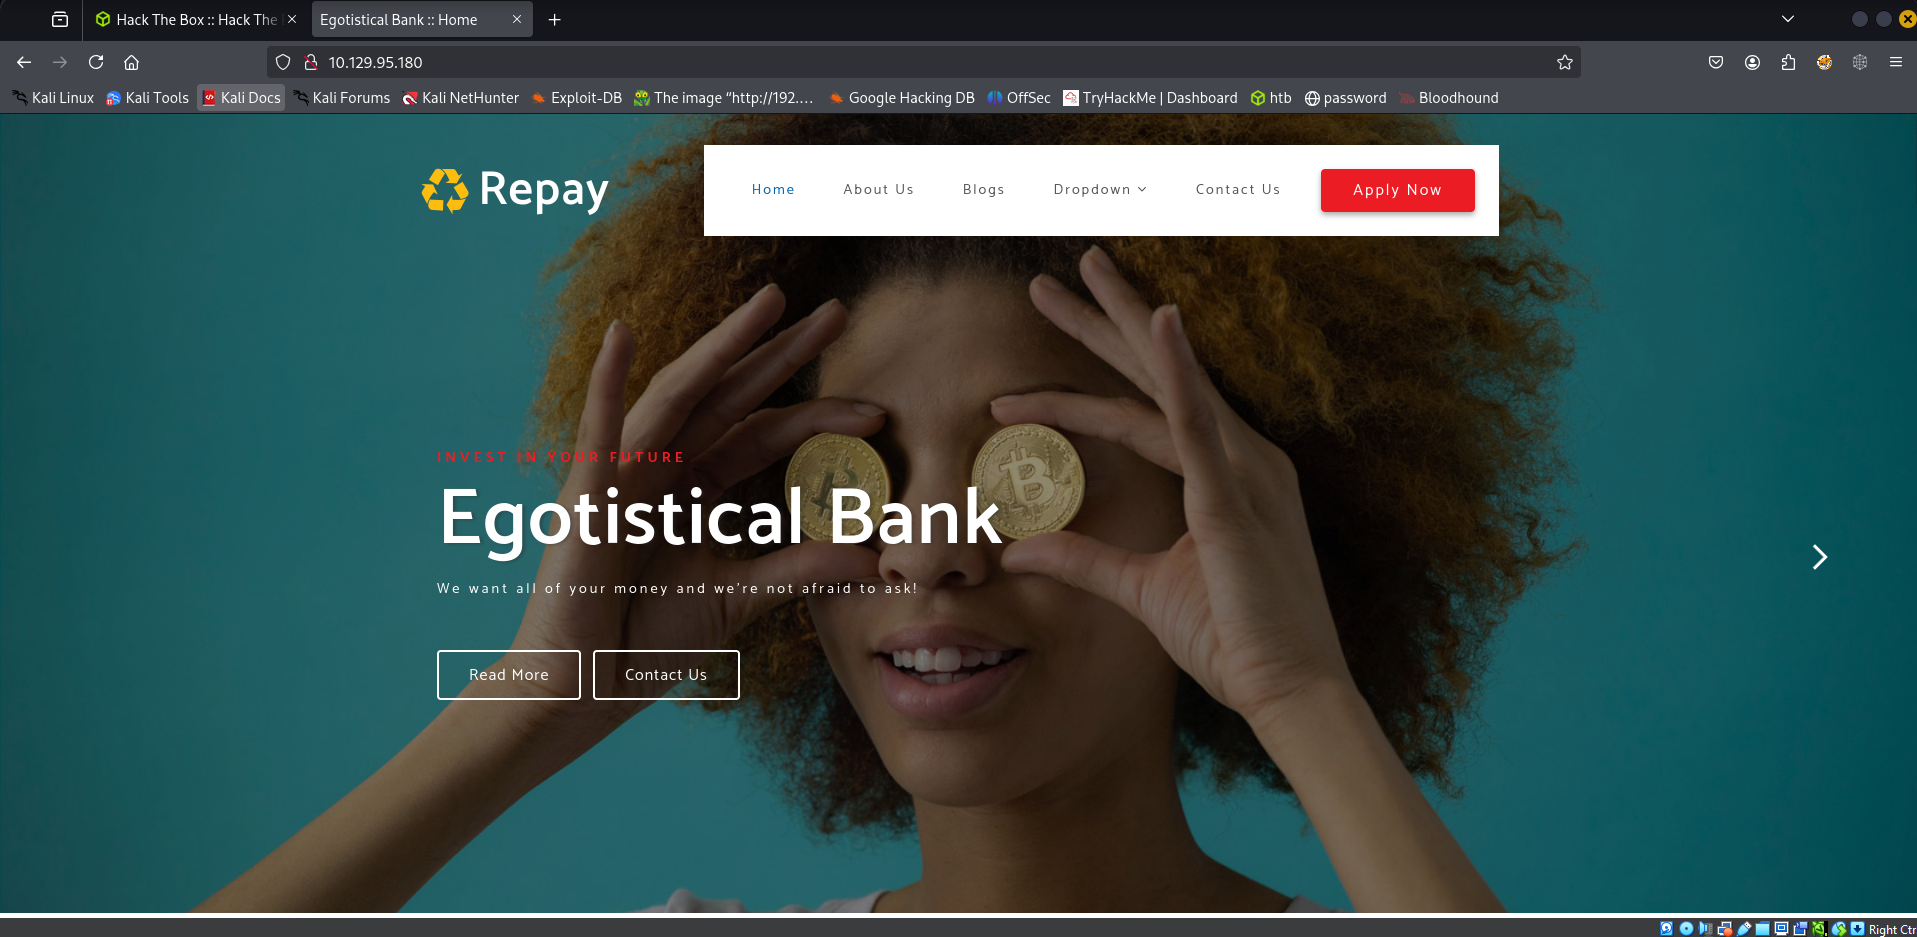 Hack The Box :: Hack The
Egotistical Bank :: Home
10.129.95.180
Kali Linux
Kali Tools
Kali Docs
Kali Forums
Kali NetHunter
Exploit-DB
The image "http://192....
Google Hacking DB
OffSec
TryHackMe | Dashboard
htb
password
Bloodhound
Repay
Home
About Us
Blogs
Dropdown
Contact Us
Apply Now
INVEST IN YOUR FUTURE
Egotistical Bank
We want all of your money and we're not afraid to ask!
Read More
Contact Us
Right Ctr